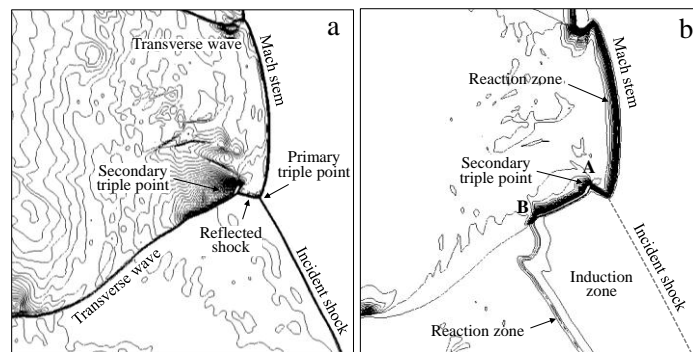 a
Transverse wave
Mach stem
Secondary
triple point
Primary
triple point
Reflected
shock
Transverse wave
Incident shock
b
Mach stem
Reaction zone
Secondary
triple point
A
B
Induction
zone
Incident shock
Reaction zone